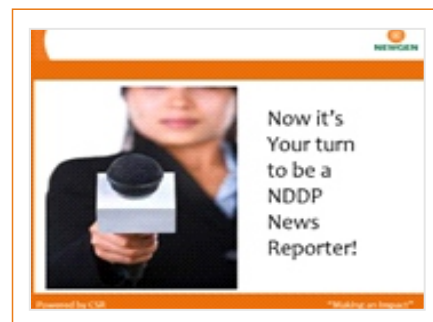 NEWGEN
Now it's
Your turn
to be a
NDDP
News
Reporter!
Powered by CSR
"Making an Impact"